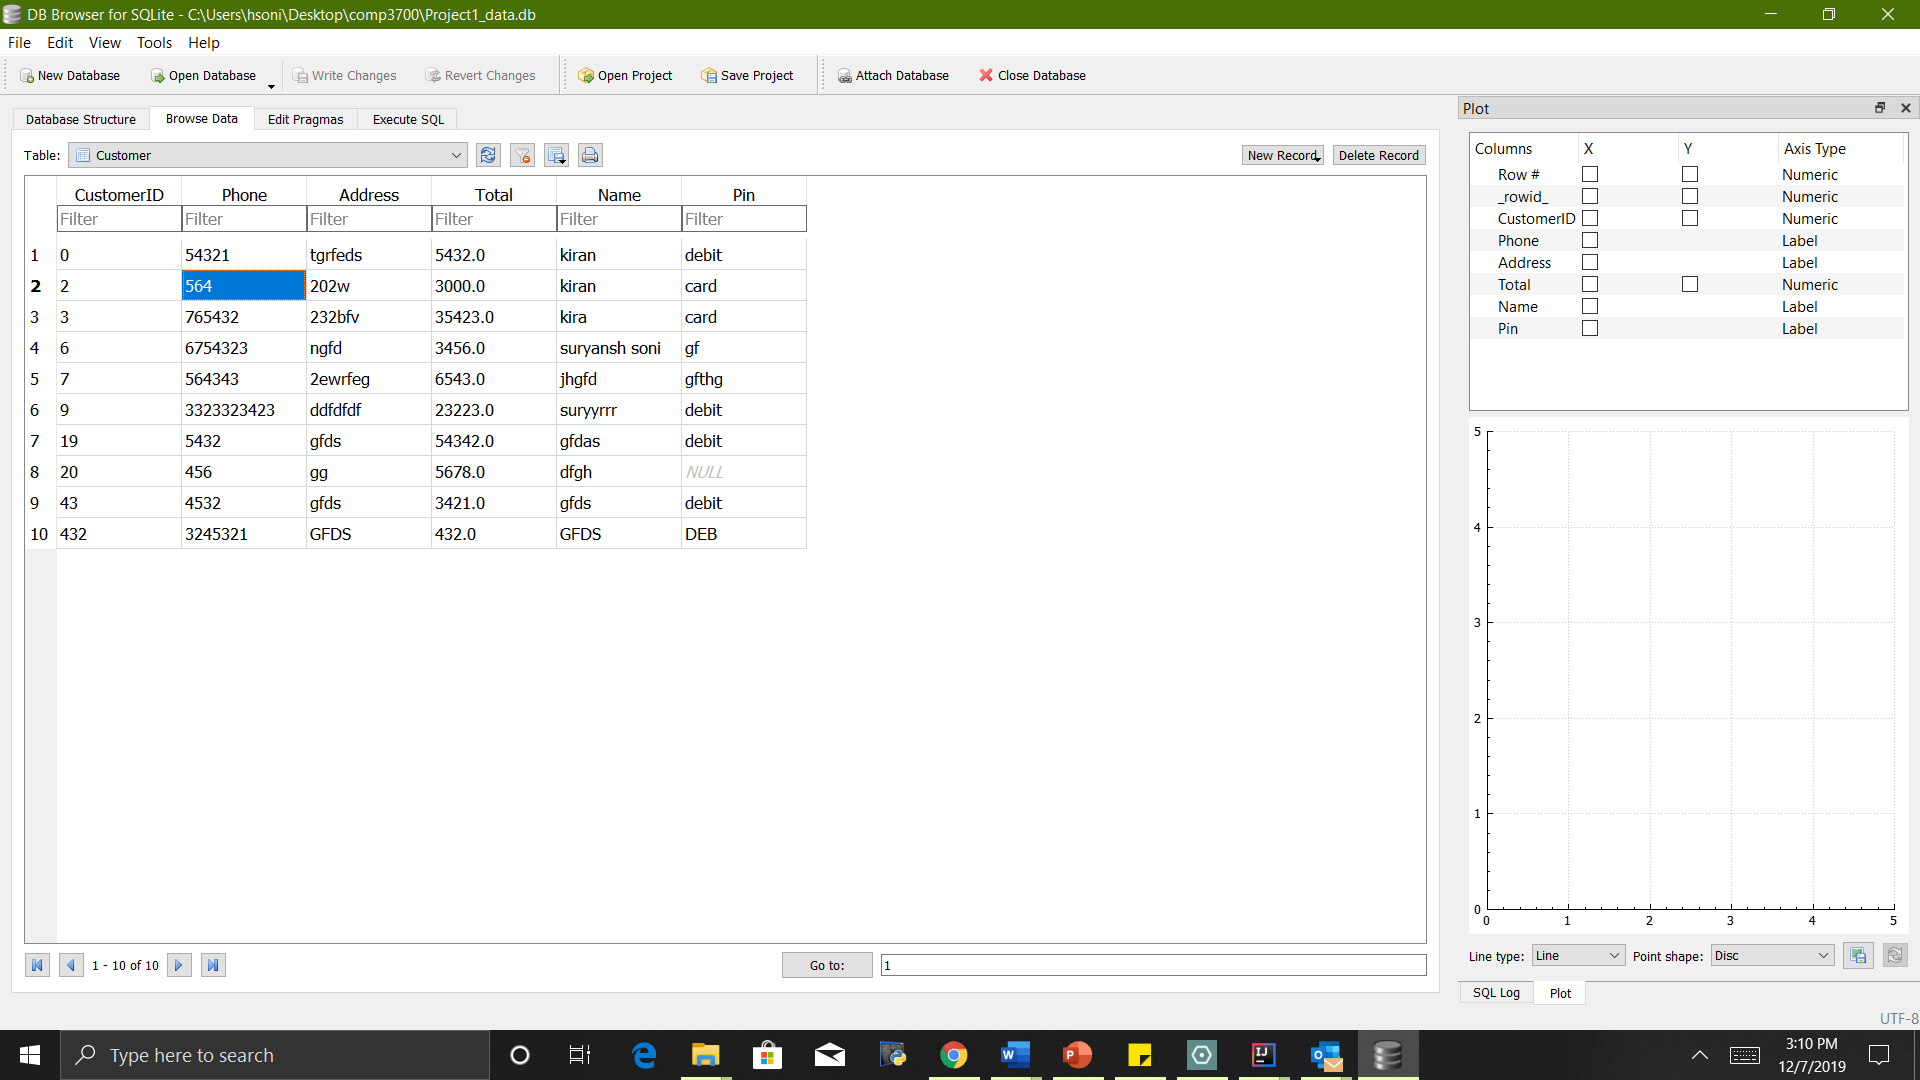 DB Browser for SQLite - C:\Users\hsoni\Desktop\comp3700\Project1_data.db
File Edit View Tools Help
New Database Open Database Write Changes Revert Changes Open Project Save Project Attach Database Close Database
Database Structure Browse Data Edit Pragmas Execute SQL
Table: Customer New Record Delete Record
CustomerID Phone Address Total Name Pin
Filter Filter Filter Filter Filter Filter
1 0 54321 tgrfeds 5432.0 kiran debit
2 2 564 202w 3000.0 kiran card
3 3 765432 232bfv 35423.0 kira card
4 6 6754323 ngfd 3456.0 suryansh soni gf
5 7 564343 2ewrfeg 6543.0 jhgfd gfthg
6 9 3323323423 ddfdfdf 23223.0 suryyrrr debit
7 19 5432 gfds 54342.0 gfdas debit
8 20 456 gg 5678.0 dfgh NULL
9 43 4532 gfds 3421.0 gfds debit
10 432 3245321 GFDS 432.0 GFDS DEB
1 - 10 of 10 Go to: 1
Plot
Columns X Y Axis Type
Row # Numeric
_rowid_ Numeric
CustomerID Numeric
Phone Label
Address Label
Total Numeric
Name Label
Pin Label
5
4
3
2
1
0
0 1 2 3 4 5
Line type: Line Point shape: Disc
SQL Log Plot
UTF-8
Type here to search
3:10 PM
12/7/2019